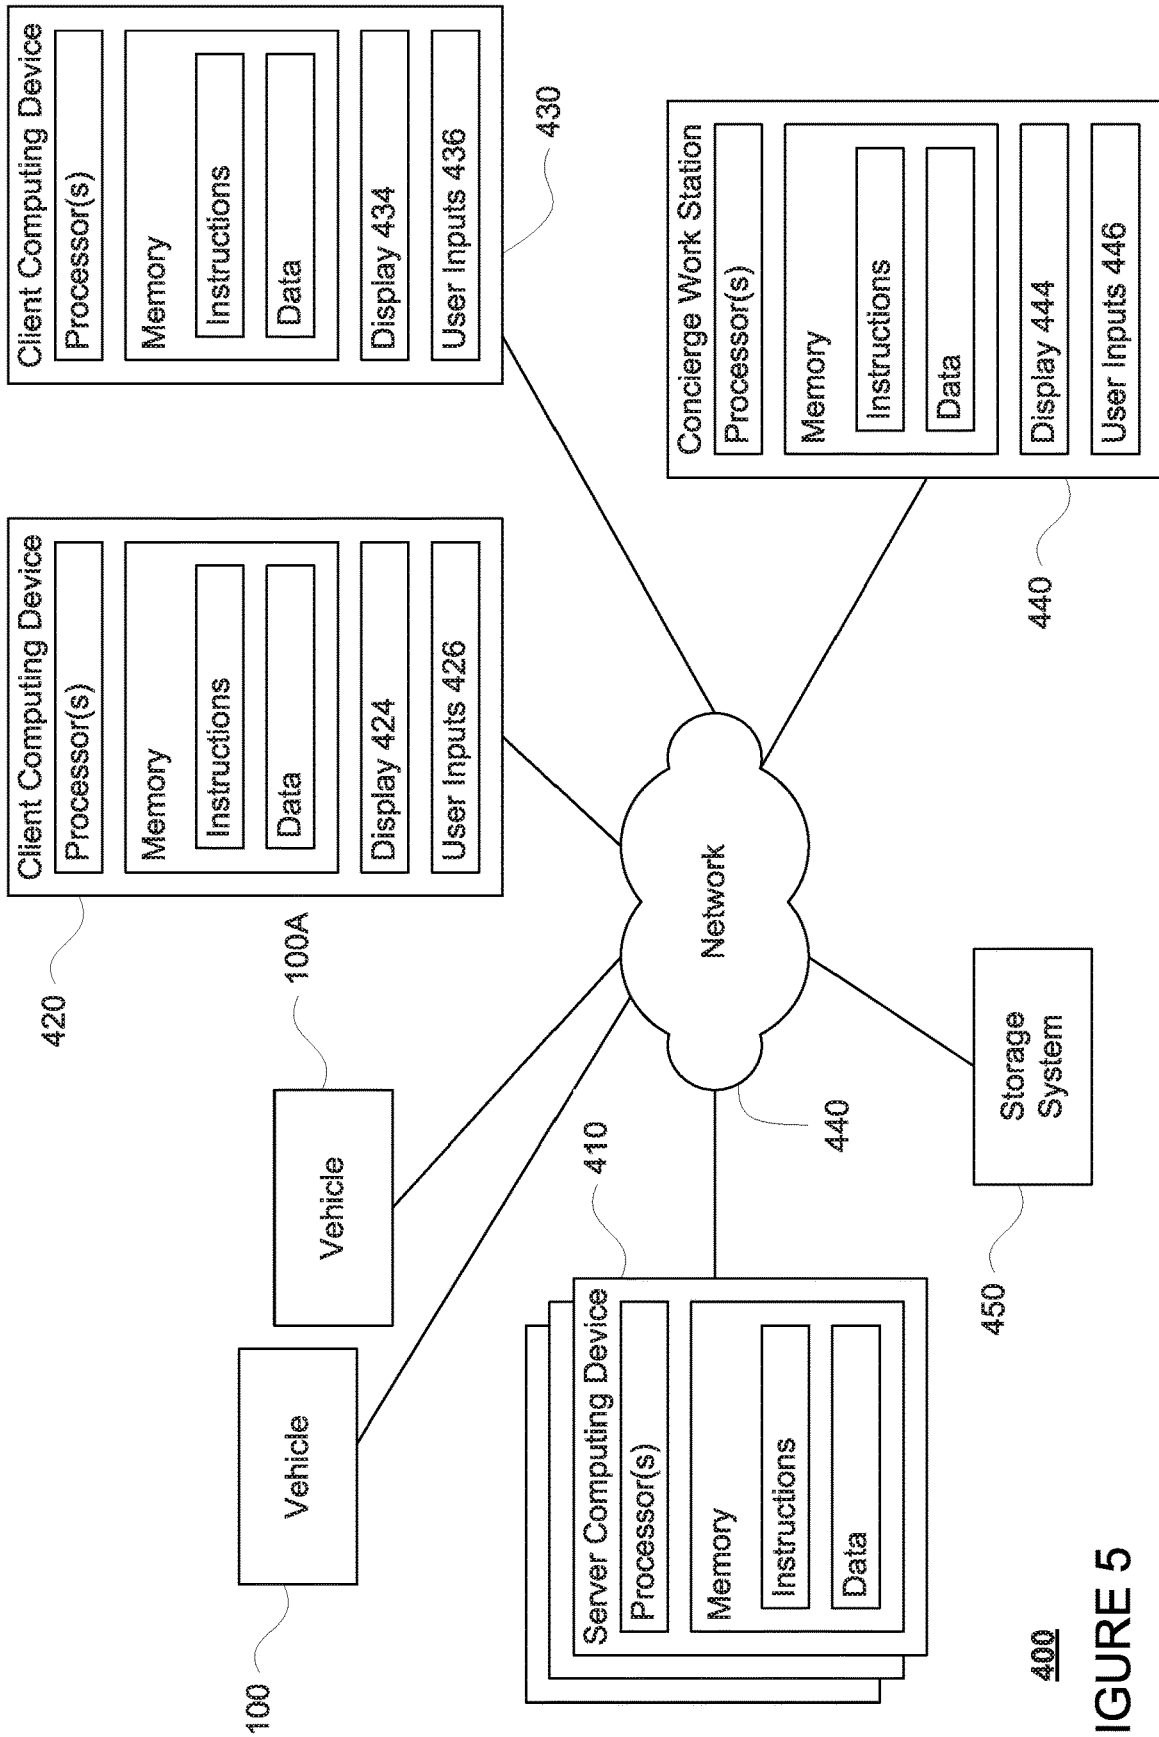 Client Computing Device
Processor(s)
Memory
Instructions
Data
Display 424
User Inputs 426
420
Client Computing Device
Processor(s)
Memory
Instructions
Data
Display 434
User Inputs 436
430
Vehicle
100
Vehicle
100A
Network
440
Server Computing Device
Processor(s)
Memory
Instructions
Data
410
Storage
System
450
Concierge Work Station
Processor(s)
Memory
Instructions
Data
Display 444
User Inputs 446
440
400
IGURE 5